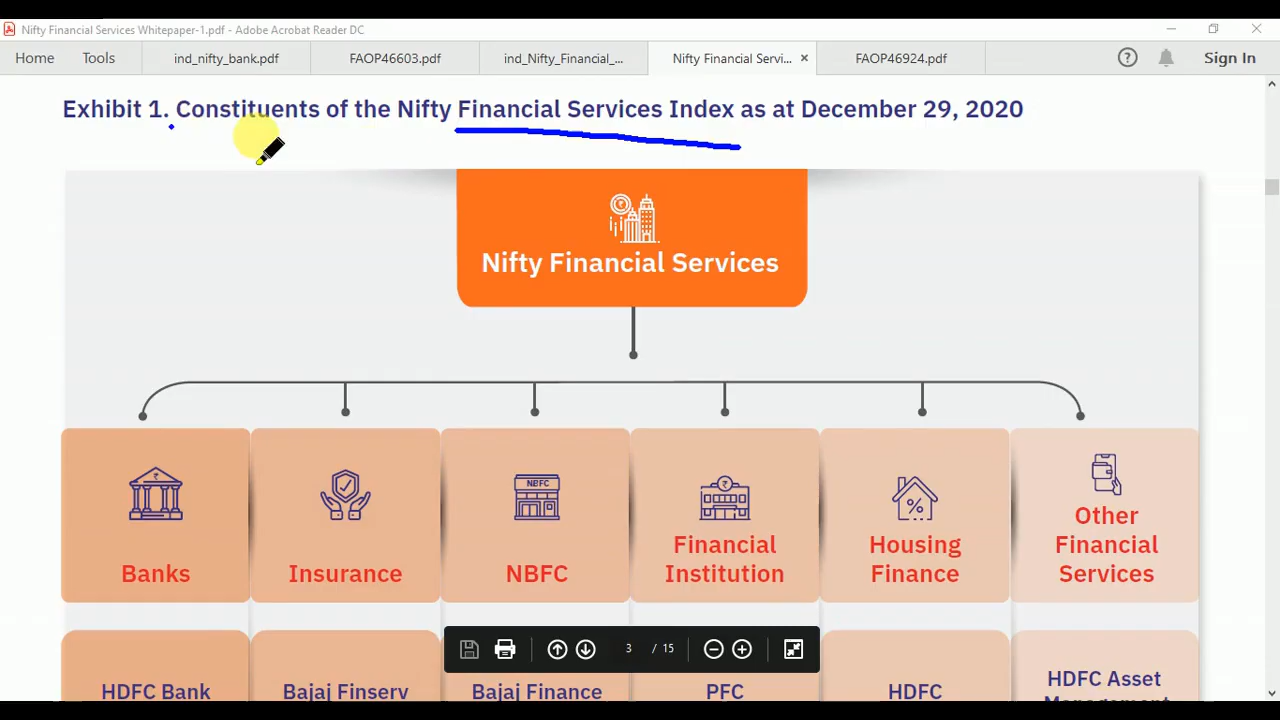 Nifty Financial Services Whitepaper-1.pdf - Adobe Acrobat Reader DC
Home Tools ind_nifty_bank.pdf FAOP46603.pdf ind_Nifty_Financial_... Nifty Financial Servi... × FAOP46924.pdf ? Sign In
Exhibit 1. Constituents of the Nifty Financial Services Index as at December 29, 2020
Nifty Financial Services
Banks
Insurance
NBFC
NBFC
Financial
Institution
Housing
Finance
Other
Financial
Services
3 / 15
HDFC Bank
Bajaj Finserv
Bajaj Finance
PFC
HDFC
HDFC Asset
Management